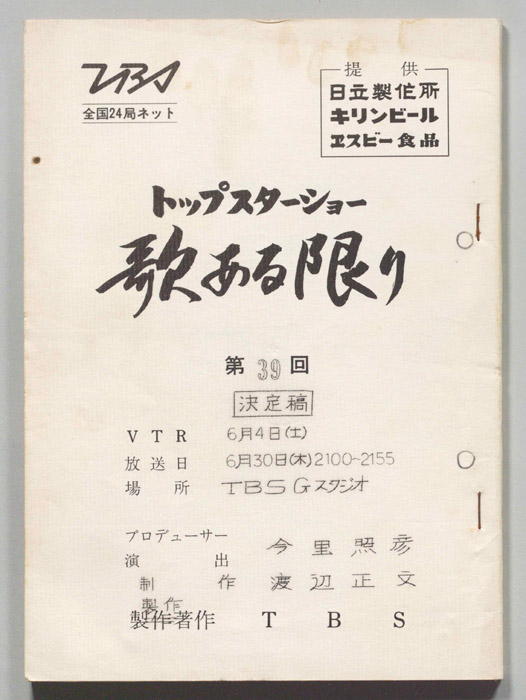 TBS
全国24局ネット
提供
日立製作所
キリンビール
エスビー食品
トップスターショー
歌ある限り
第39回
決定稿
VTR 6月4日(土)
放送日 6月30日(木)2100~2155
場所 TBS Gスタジオ
プロデューサー 今里照彦
演出
制作 渡辺正文
製作
製作著作 TBS